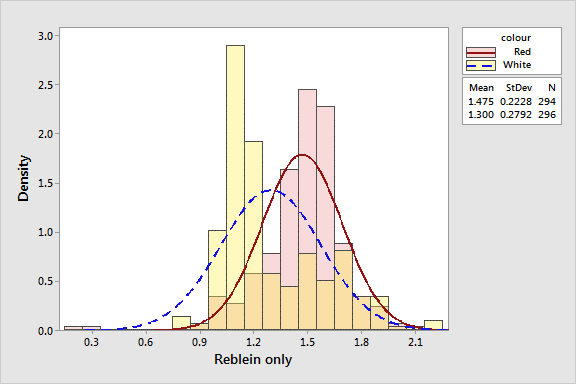 colour
Red
White
Mean StDev N
1.475 0.2228 294
1.300 0.2792 296
3.0
2.5
2.0
1.5
1.0
0.5
0.0
Density
0.3 0.6 0.9 1.2 1.5 1.8 2.1
Reblein only